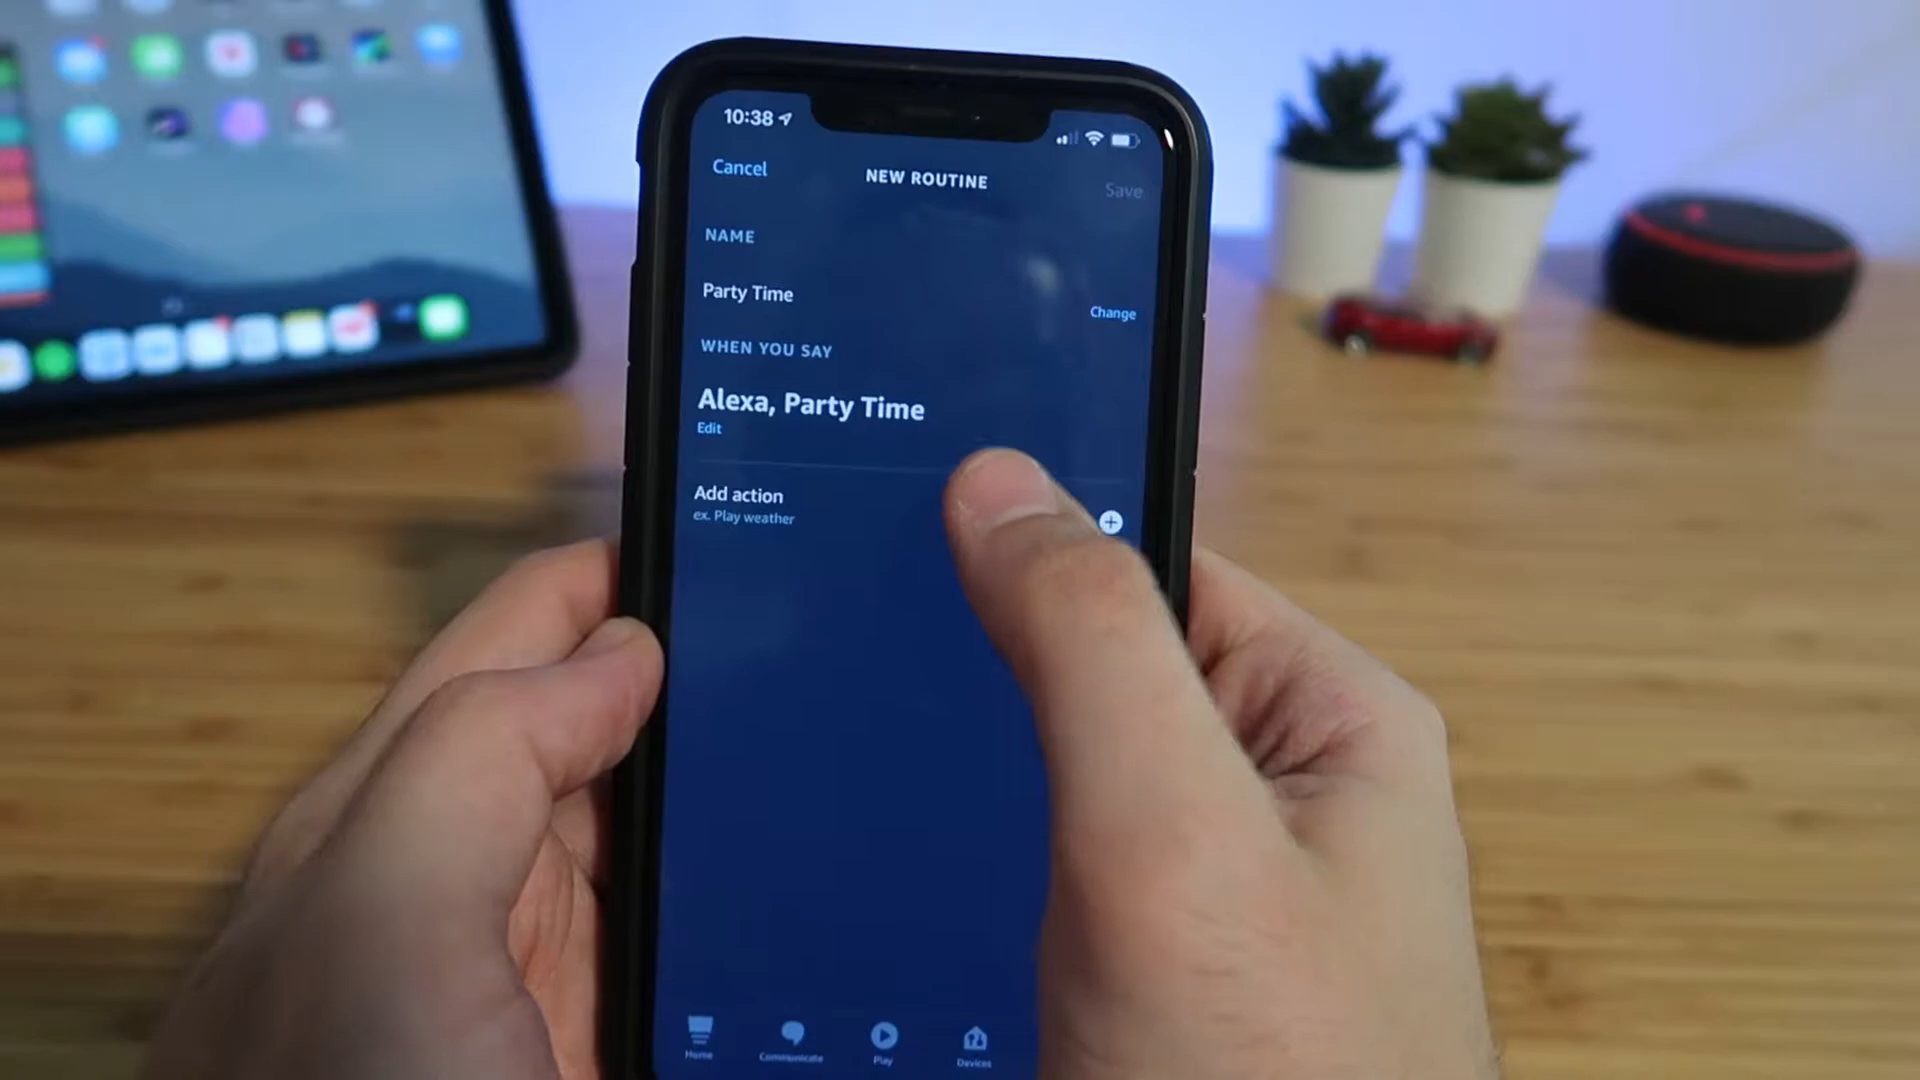 10:38
Cancel
NEW ROUTINE
Save
NAME
Party Time
Change
WHEN YOU SAY
Alexa, Party Time
Edit
Add action
ex. Play weather
Home
Communicate
Play
Devices